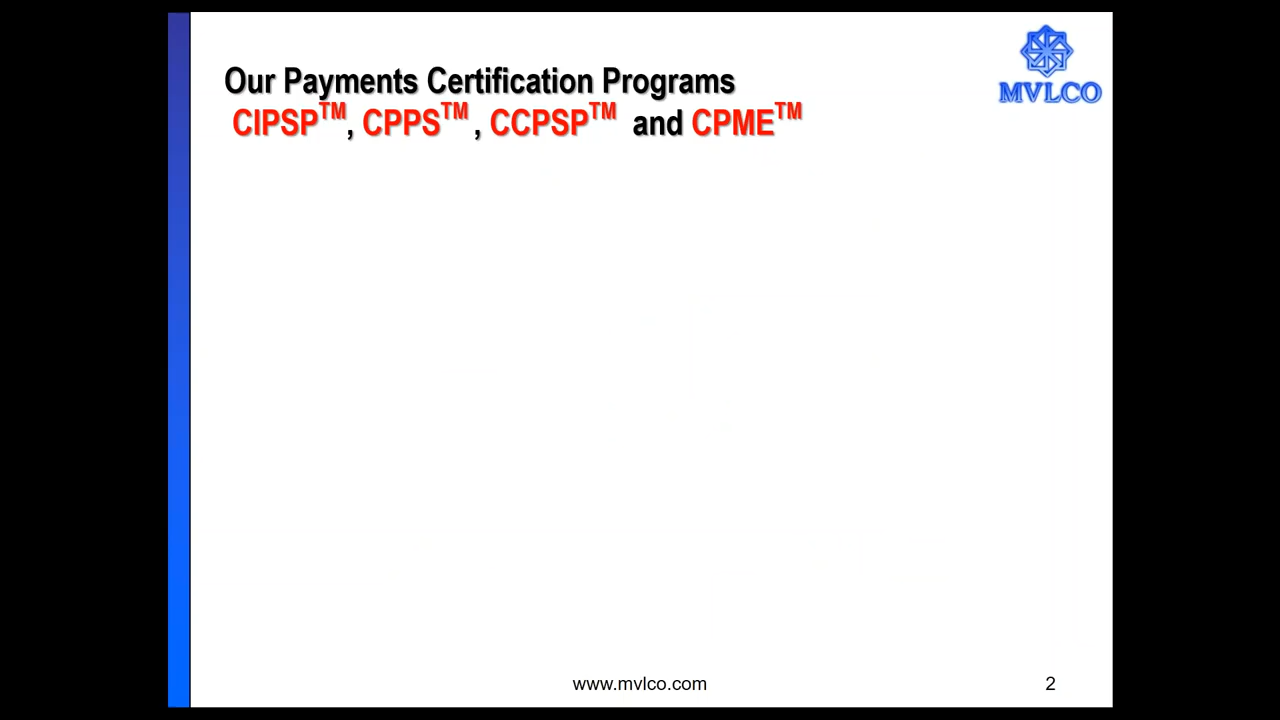 Our Payments Certification Programs
CIPSP™, CPPS™ , CCPSP™ and CPME™
MVLCO
www.mvlco.com
2